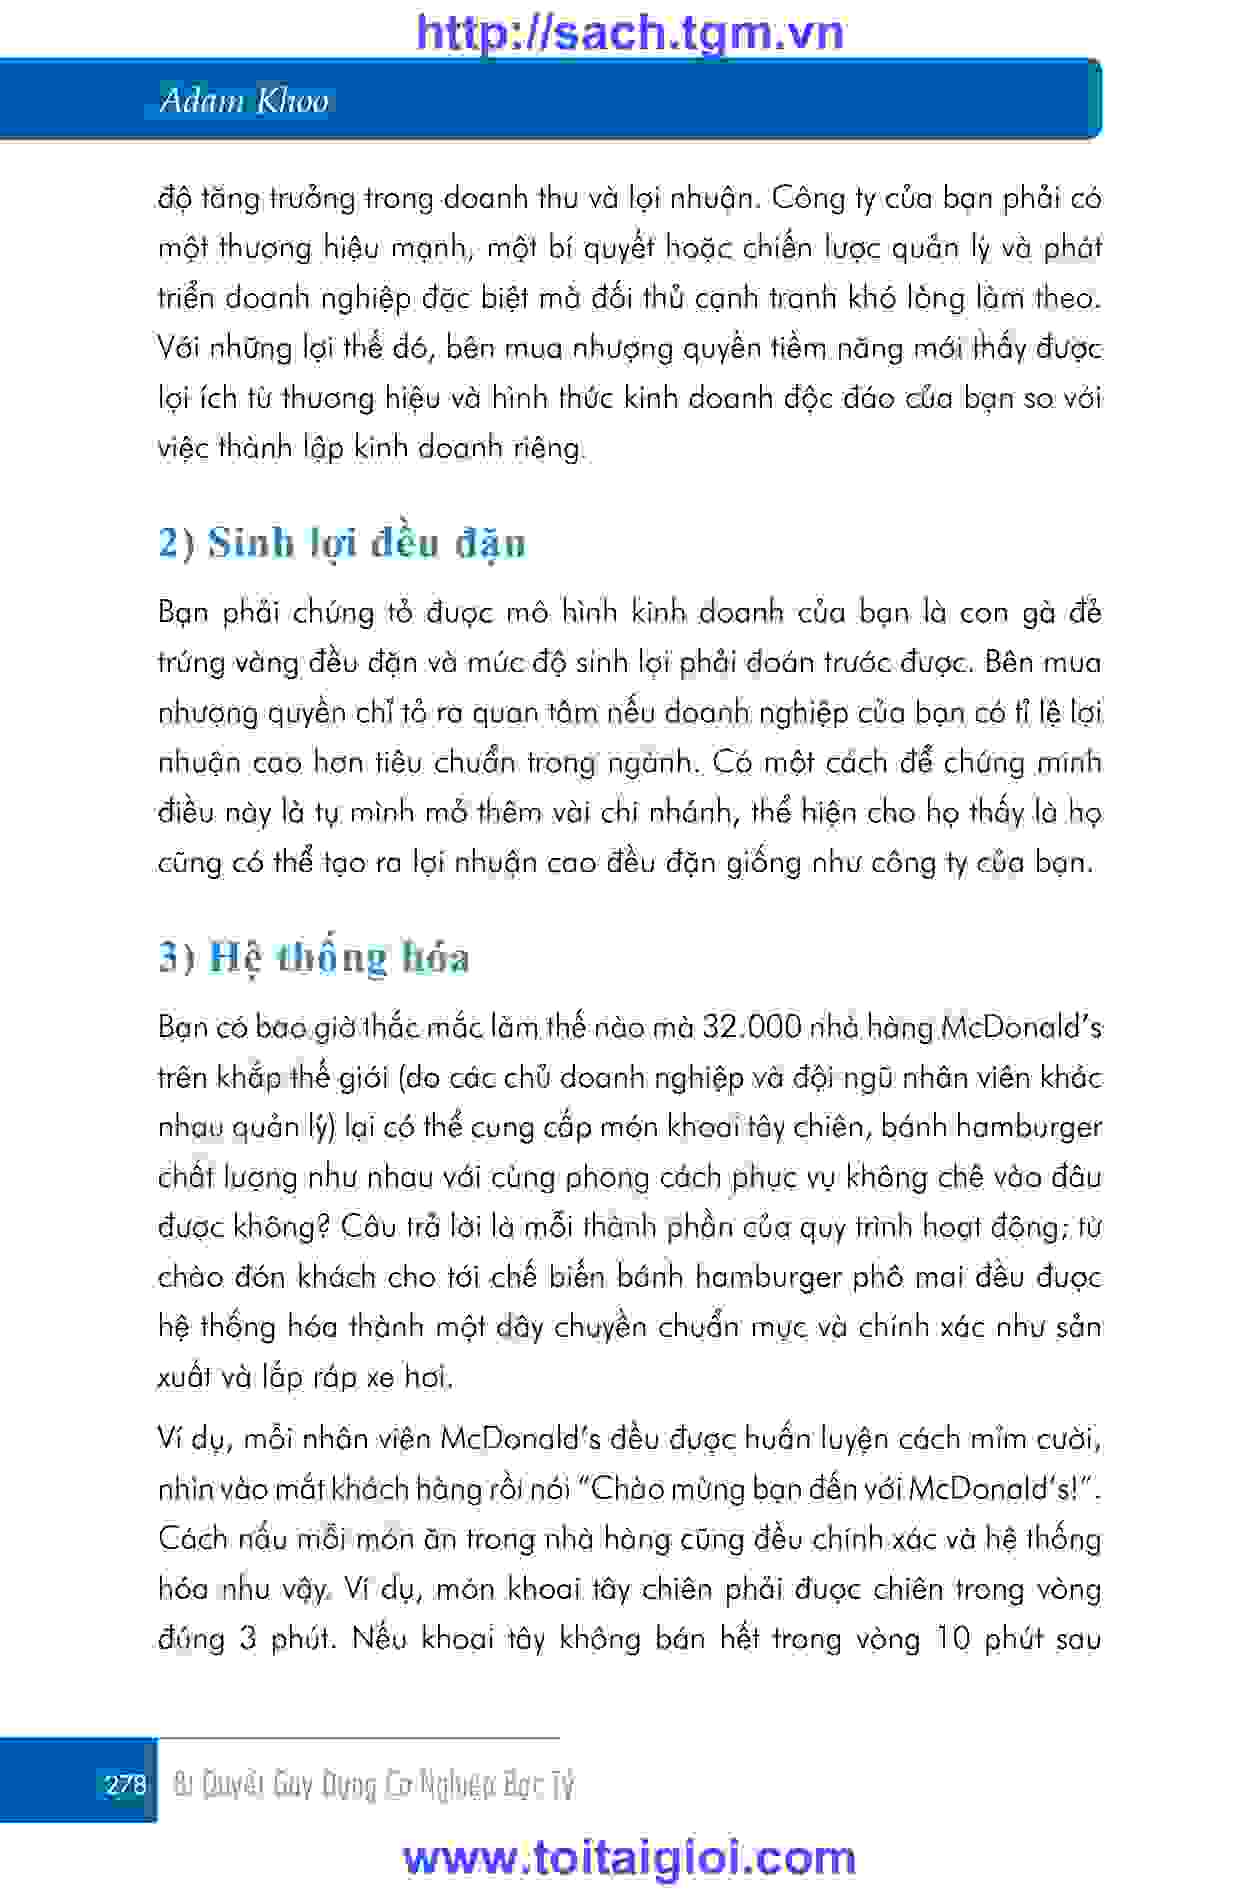 http://sach.tgm.vn
Adam Khoo
độ tăng trưởng trong doanh thu và lợi nhuận. Công ty của bạn phải có
một thương hiệu mạnh, một bí quyết hoặc chiến lược quản lý và phát
triển doanh nghiệp đặc biệt mà đối thủ cạnh tranh khó lòng làm theo.
Với những lợi thế đó, bên mua nhượng quyền tiềm năng mới thấy được
lợi ích từ thương hiệu và hình thức kinh doanh độc đáo của bạn so với
việc thành lập kinh doanh riêng.
2) Sinh lợi đều đặn
Bạn phải chứng tỏ được mô hình kinh doanh của bạn là con gà đẻ
trứng vàng đều đặn và mức độ sinh lợi phải đoán trước được. Bên mua
nhượng quyền chỉ tỏ ra quan tâm nếu doanh nghiệp của bạn có tỉ lệ lợi
nhuận cao hơn tiêu chuẩn trong ngành. Có một cách để chứng minh
điều này là tự mình mở thêm vài chi nhánh, thể hiện cho họ thấy là họ
cũng có thể tạo ra lợi nhuận cao đều đặn giống như công ty của bạn.
3) Hệ thống hóa
Bạn có bao giờ thắc mắc làm thế nào mà 32.000 nhà hàng McDonald’s
trên khắp thế giới (do các chủ doanh nghiệp và đội ngũ nhân viên khác
nhau quản lý) lại có thể cung cấp món khoai tây chiên, bánh hamburger
chất lượng như nhau với cùng phong cách phục vụ không chê vào đâu
được không? Câu trả lời là mỗi thành phần của quy trình hoạt động; từ
chào đón khách cho tới chế biến bánh hamburger phô mai đều được
hệ thống hóa thành một dây chuyền chuẩn mực và chính xác như sản
xuất và lắp ráp xe hơi.
Ví dụ, mỗi nhân viên McDonald’s đều được huấn luyện cách mỉm cười,
nhìn vào mắt khách hàng rồi nói “Chào mừng bạn đến với McDonald’s!”.
Cách nấu mỗi món ăn trong nhà hàng cũng đều chính xác và hệ thống
hóa như vậy. Ví dụ, món khoai tây chiên phải được chiên trong vòng
đúng 3 phút. Nếu khoai tây không bán hết trong vòng 10 phút sau
278 Bí Quyết Gây Dựng Cơ Nghiệp Bạc Tỷ
www.toitaigioi.com